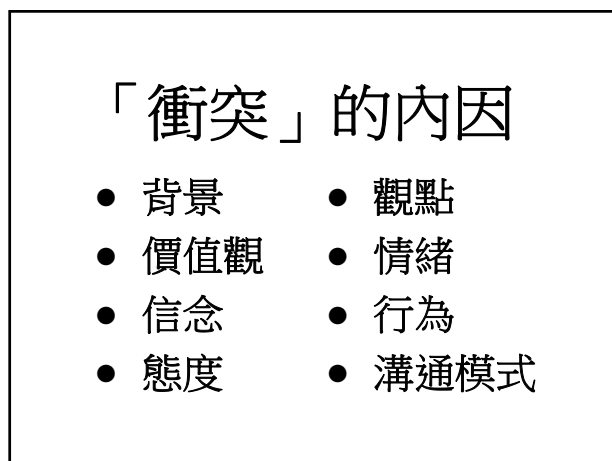 「衝突」的內因
● 背景
● 價值觀
● 信念
● 態度
● 觀點
● 情緒
● 行為
● 溝通模式